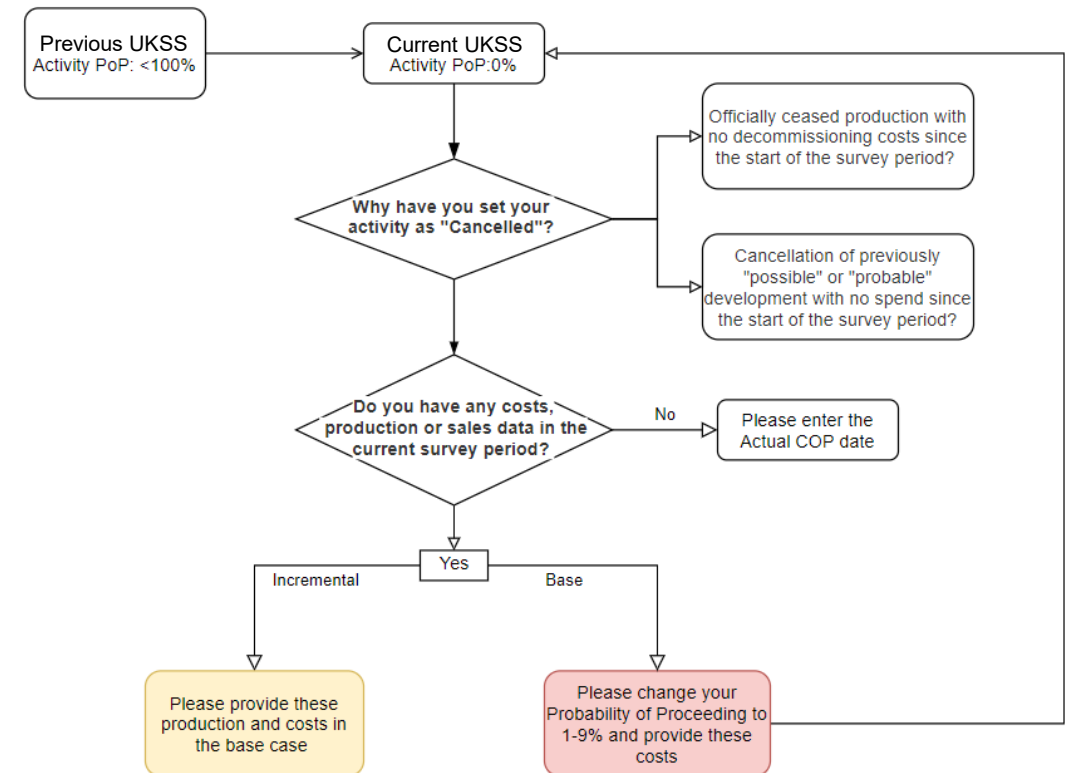 Previous UKSS
Activity PoP: <100%
Current UKSS
Activity PoP:0%
Officially ceased production with
no decommissioning costs since
the start of the survey period?
Why have you set your
activity as "Cancelled"?
Cancellation of previously
"possible" or "probable"
development with no spend since
the start of the survey period?
Do you have any costs,
production or sales data in the
current survey period?
No
Please enter the
Actual COP date
Yes
Incremental
Base
Please provide these
production and costs in
the base case
Please change your
Probability of Proceeding to
1-9% and provide these
costs